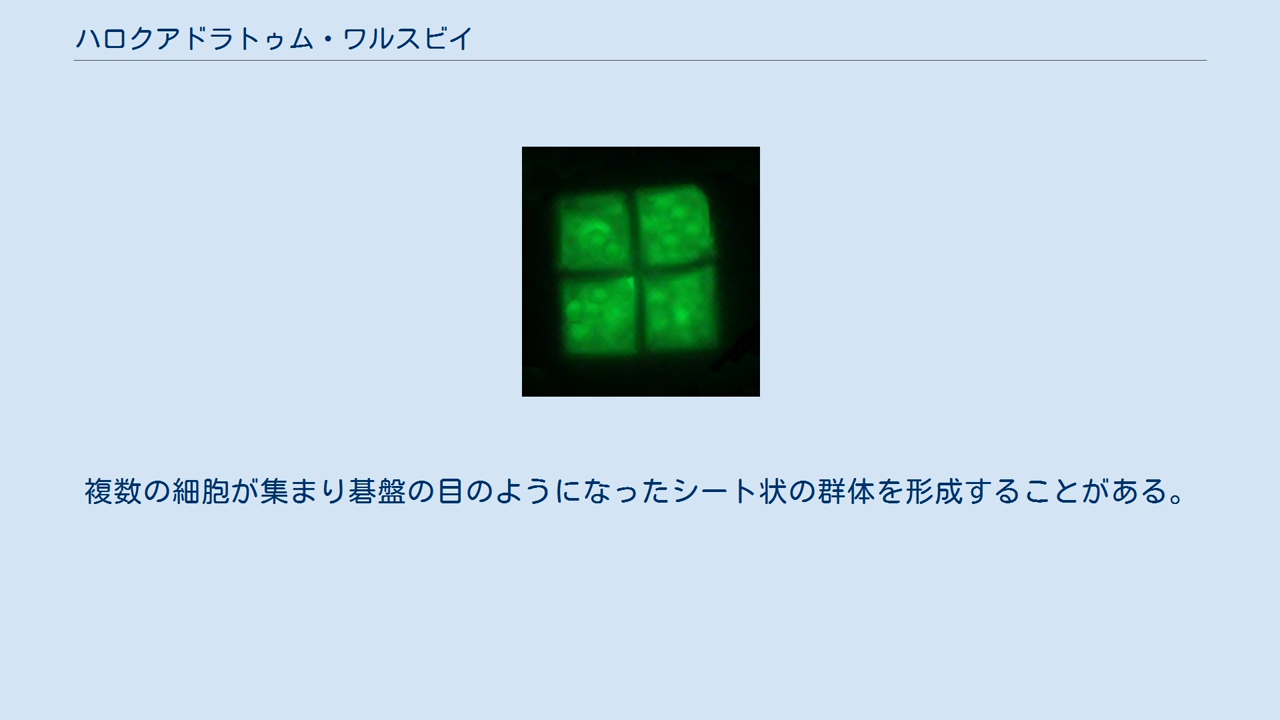 ハロクアドラトゥム・ワルスビイ
複数の細胞が集まり碁盤の目のようになったシート状の群体を形成することがある。